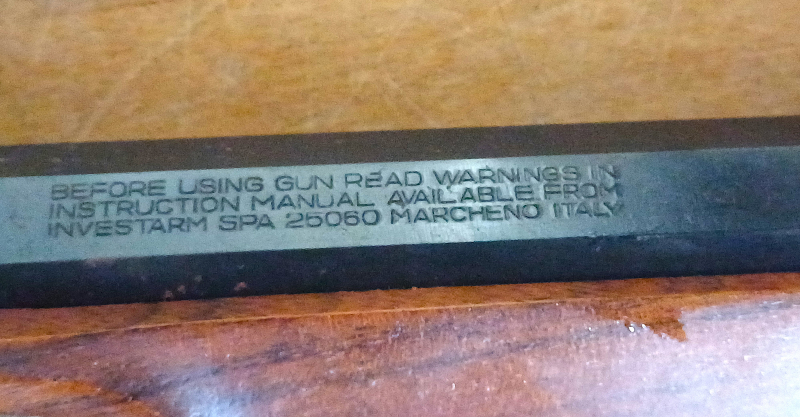 BEFORE USING GUN READ WARNINGS IN
INSTRUCTION MANUAL AVAILABLE FROM
INVESTARM SPA 25060 MARCHENO ITALY